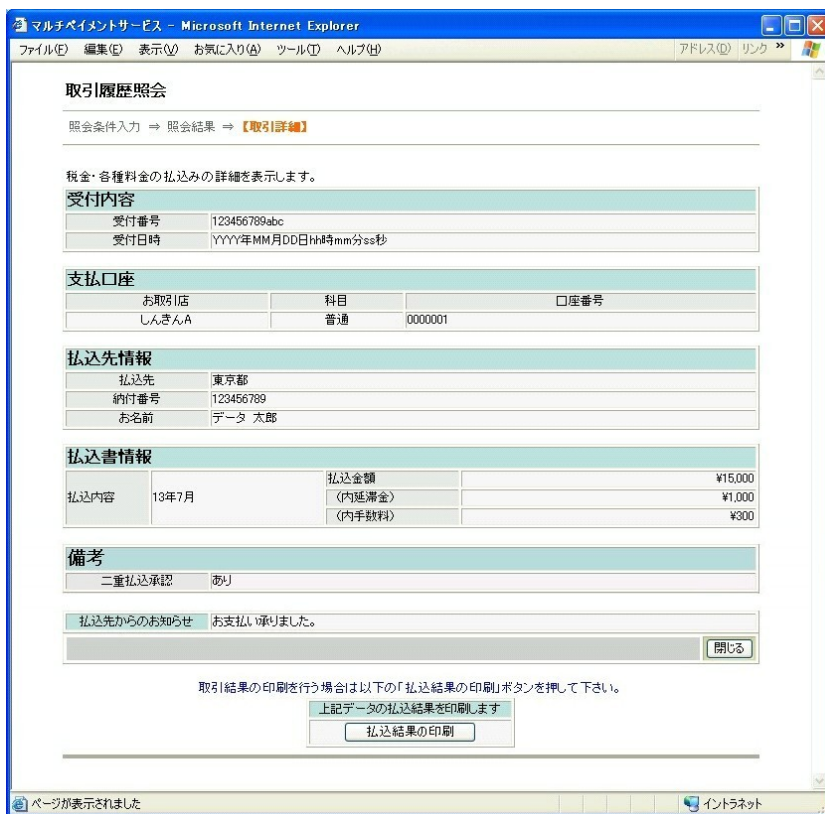 マルチペイメントサービス - Microsoft Internet Explorer
ファイル(F) 編集(E) 表示(V) お気に入り(A) ツール(T) ヘルプ(H) アドレス(D) リンク »
取引履歴照会
照会条件入力 ⇒ 照会結果 ⇒ 【取引詳細】
税金・各種料金の払込みの詳細を表示します。
受付内容
受付番号 123456789abc
受付日時 YYYY年MM月DD日hh時mm分ss秒
支払口座
お取引店 科目 口座番号
しんきんA 普通 0000001
払込先情報
払込先 東京都
納付番号 123456789
お名前 データ 太郎
払込書情報
払込内容 13年7月 払込金額 ¥15,000
(内延滞金) ¥1,000
(内手数料) ¥300
備考
二重払込承認 あり
払込先からのお知らせ お支払い承りました。
閉じる
取引結果の印刷を行う場合は以下の「払込結果の印刷」ボタンを押して下さい。
上記データの払込結果を印刷します
払込結果の印刷
ページが表示されました イントラネット